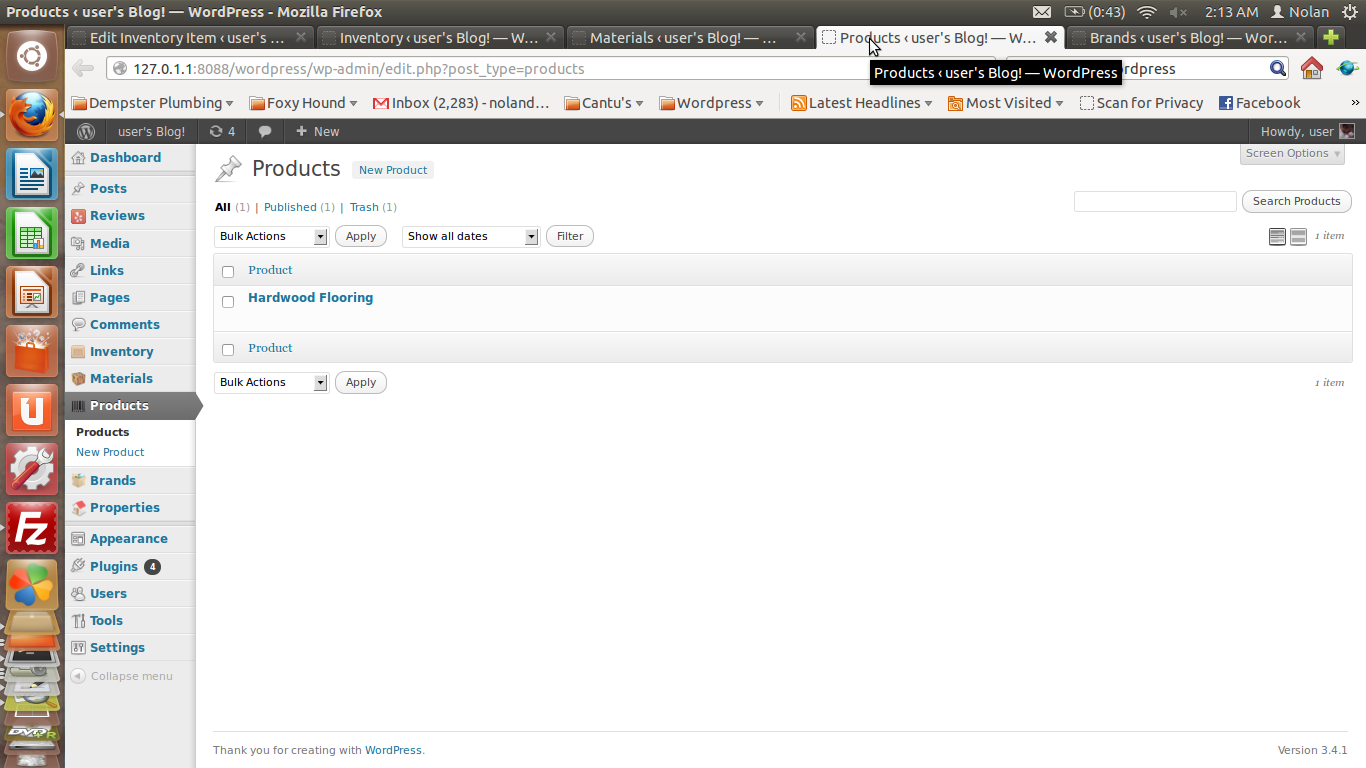 Products ‹ user's Blog! — WordPress - Mozilla Firefox
(0:43) 2:13 AM Nolan
Edit Inventory Item ‹ user's ...
Inventory ‹ user's Blog! — W...
Materials ‹ user's Blog! — ...
Products ‹ user's Blog! — W...
Brands ‹ user's Blog! — Wor...
127.0.1.1:8088/wordpress/wp-admin/edit.php?post_type=products
Products ‹ user's Blog! — WordPress
Dempster Plumbing
Foxy Hound
Inbox (2,283) - noland...
Cantu's
Wordpress
Latest Headlines
Most Visited
Scan for Privacy
Facebook
»
user's Blog! 4 + New
Howdy, user
Dashboard
Posts
Reviews
Media
Links
Pages
Comments
Inventory
Materials
Products
Products
New Product
Brands
Properties
Appearance
Plugins 4
Users
Tools
Settings
Collapse menu
Screen Options
Products New Product
All (1) | Published (1) | Trash (1)
Search Products
Bulk Actions Apply Show all dates Filter
1 item
Product
Hardwood Flooring
Product
Bulk Actions Apply
1 item
Thank you for creating with WordPress.
Version 3.4.1